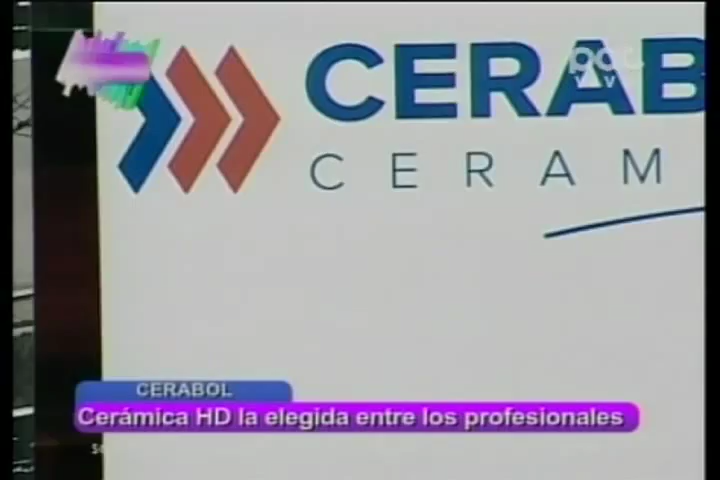 CERAB
CERAM
CERABOL
Cerámica HD la elegida entre los profesionales